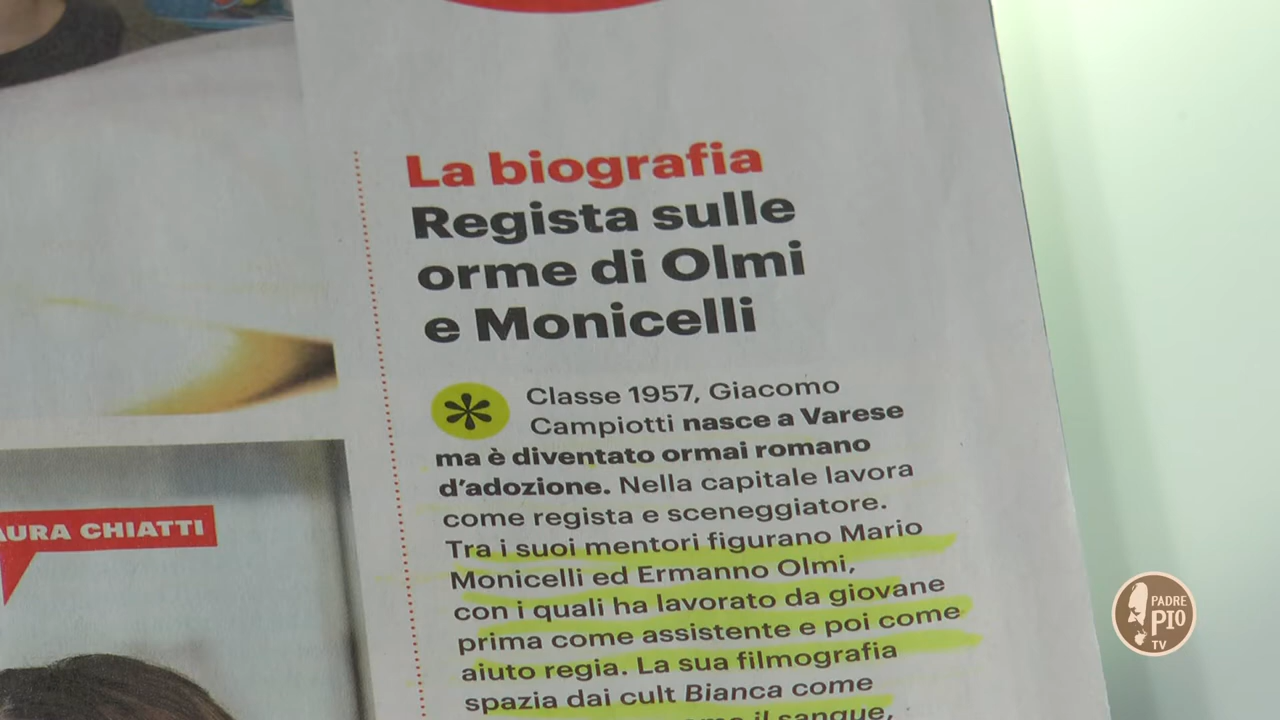 La biografia
Regista sulle
orme di Olmi
e Monicelli
Classe 1957, Giacomo
Campiotti nasce a Varese
ma è diventato ormai romano
d'adozione. Nella capitale lavora
come regista e sceneggiatore.
Tra i suoi mentori figurano Mario
Monicelli ed Ermanno Olmi,
con i quali ha lavorato da giovane
prima come assistente e poi come
aiuto regia. La sua filmografia
spazia dai cult Bianca come
il sangue,
AURA CHIATTI
PADRE
PIO
TV